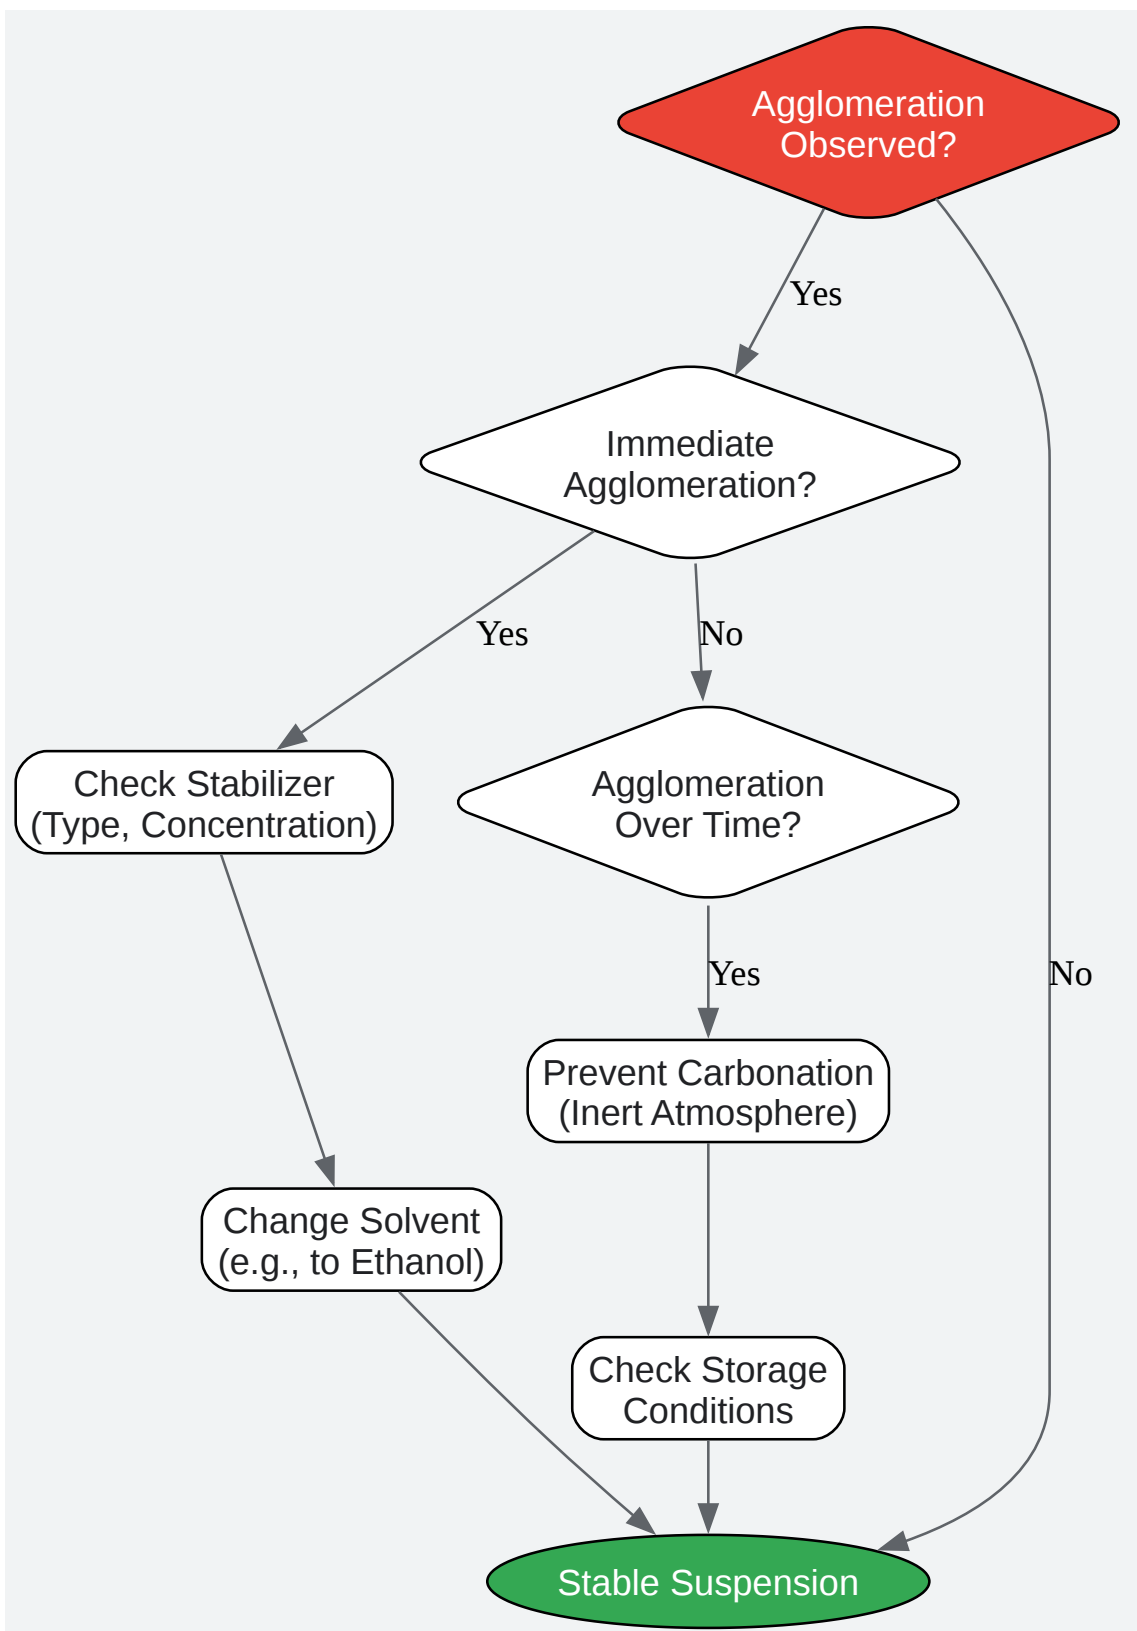 Agglomeration
Observed?
Yes
Immediate
Agglomeration?
Yes
No
Check Stabilizer
(Type, Concentration)
Agglomeration
Over Time?
Yes
No
Prevent Carbonation
(Inert Atmosphere)
Change Solvent
(e.g., to Ethanol)
Check Storage
Conditions
Stable Suspension